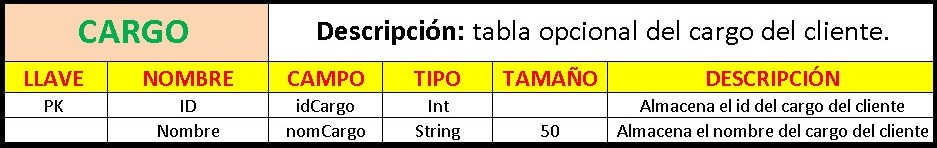 CARGO Descripción: tabla opcional del cargo del cliente.
LLAVE NOMBRE CAMPO TIPO TAMAÑO DESCRIPCIÓN
PK ID idCargo Int Almacena el id del cargo del cliente
Nombre nomCargo String 50 Almacena el nombre del cargo del cliente